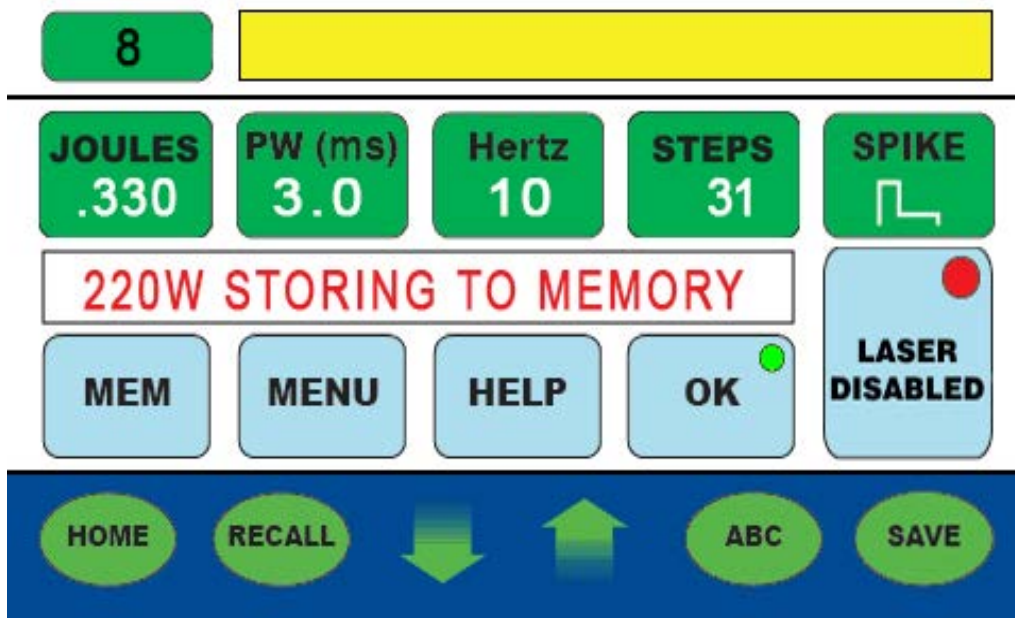 8
JOULES PW (ms) Hertz STEPS SPIKE
.330 3.0 10 31
220W STORING TO MEMORY
MEM MENU HELP OK
LASER
DISABLED
HOME RECALL ABC SAVE